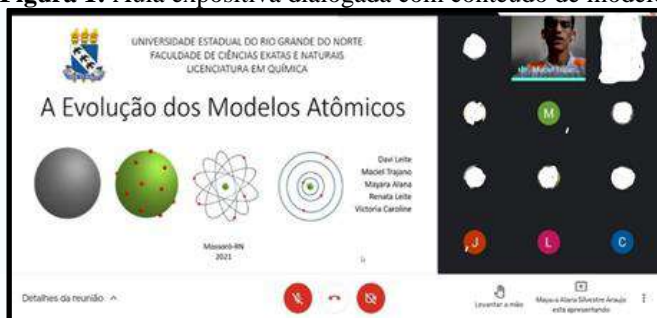 Figura 1. Aula expositiva dialogada com conteúdo de
UNIVERSIDADE ESTADUAL DO RIO GRANDE DO NORTE
FACULDADE DE CIÊNCIAS EXATAS E NATURAIS
LICENCIATURA EM QUÍMICA
A Evolução dos Modelos Atômicos
Davi Leite
Maciel Trajano
Mayara Alana
Renata Leite
Victoria Caroline
Mossoró-RN
2021
Maciel Trajano
M
J
L
C
Detalhes da reunião
Levantar a mão
Mayara Alana Silvestre Araujo
está apresentando